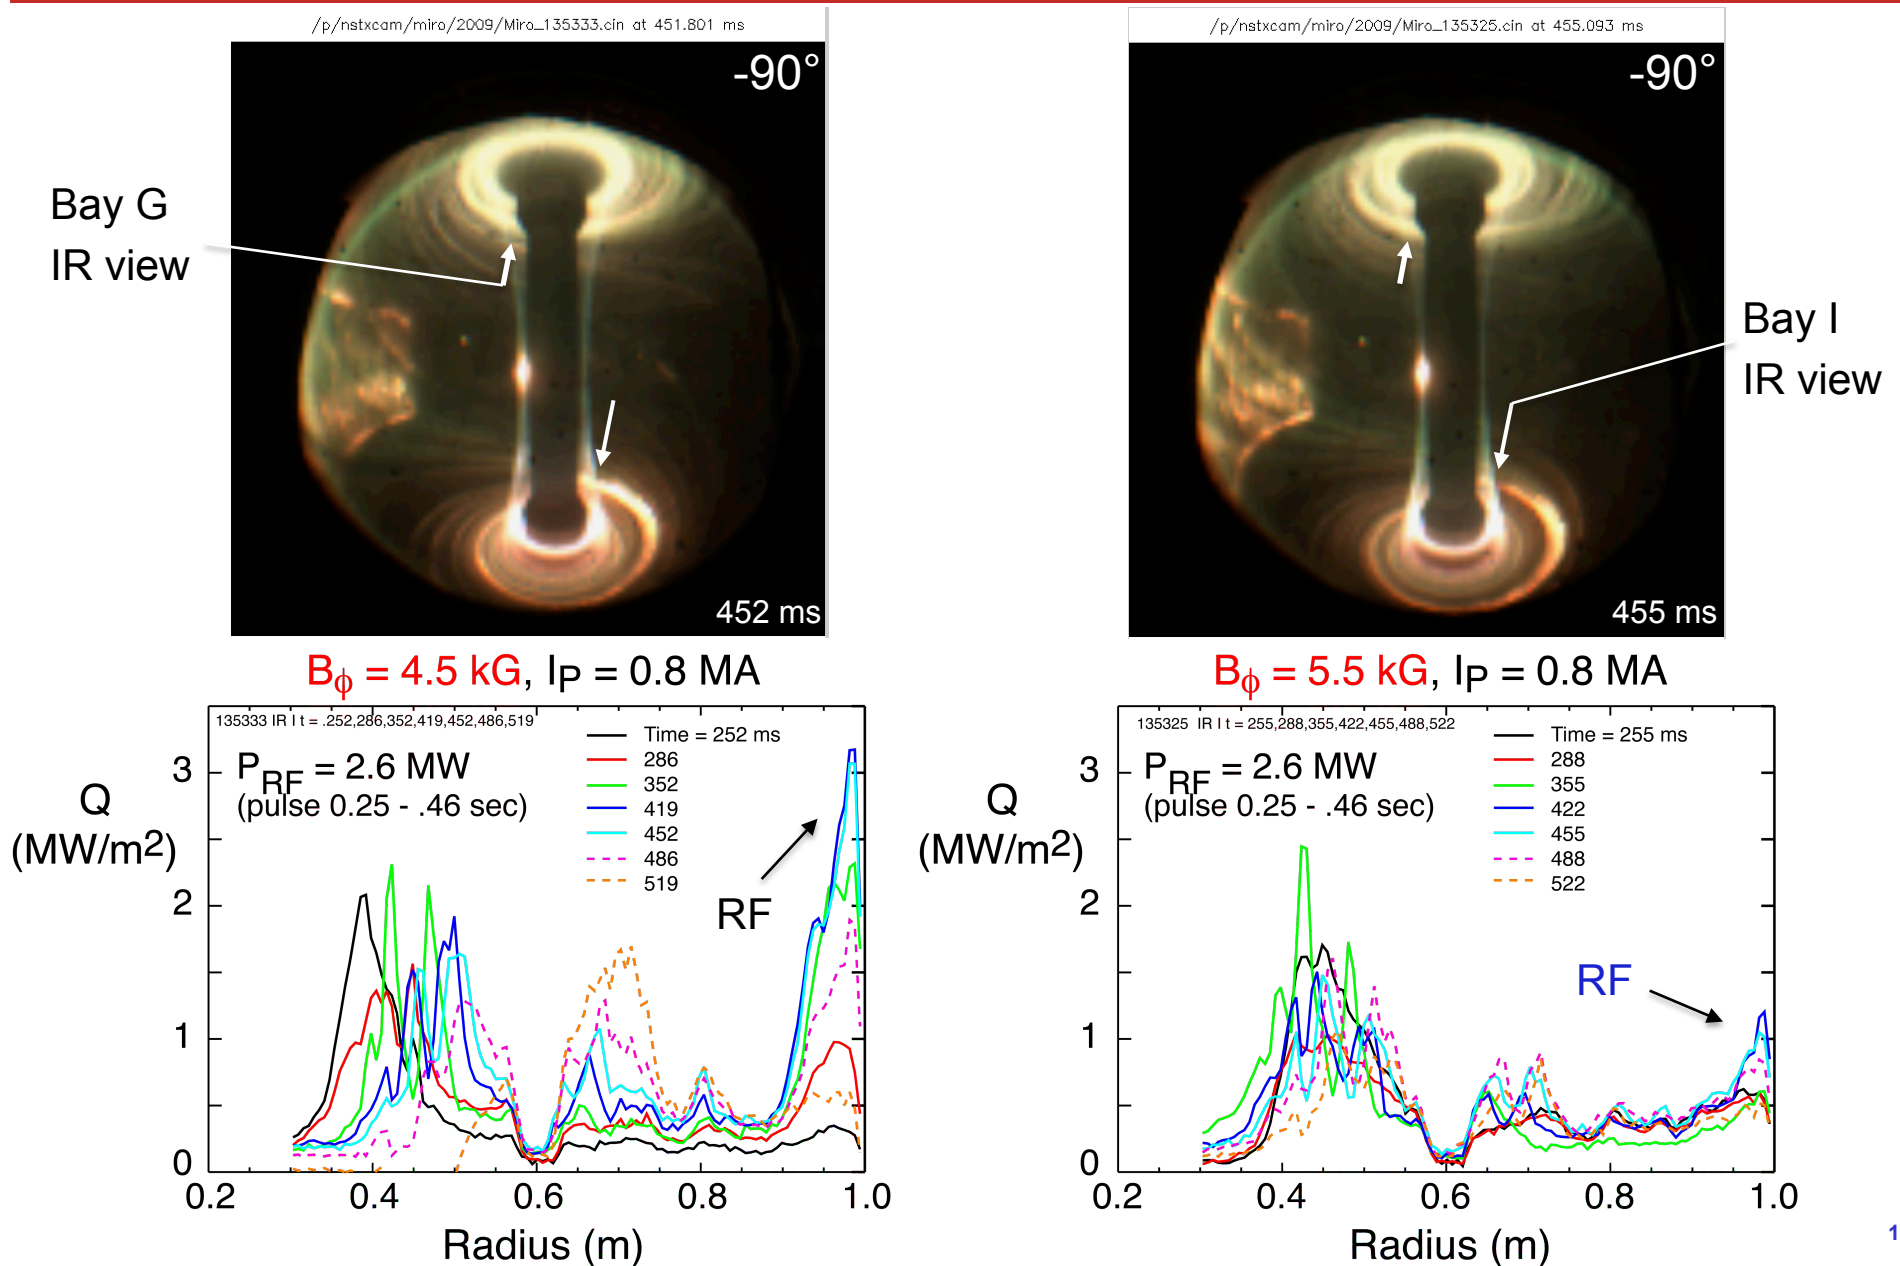 /p/nstxcam/miro/2009/Miro_135333.cin at 451.801 ms
-90°
Bay G
IR view
452 ms
/p/nstxcam/miro/2009/Miro_135325.cin at 455.093 ms
-90°
Bay I
IR view
455 ms
Bϕ = 4.5 kG, IP = 0.8 MA
135333 IR I t = .252,286,352,419,452,486,519
PRF = 2.6 MW
(pulse 0.25 - .46 sec)
Time = 252 ms
286
352
419
452
486
519
RF
Q
(MW/m2)
3
2
1
0
0.2 0.4 0.6 0.8 1.0
Radius (m)
Bϕ = 5.5 kG, IP = 0.8 MA
135325 IR I t = 255,288,355,422,455,488,522
PRF = 2.6 MW
(pulse 0.25 - .46 sec)
Time = 255 ms
288
355
422
455
488
522
RF
Q
(MW/m2)
3
2
1
0
0.2 0.4 0.6 0.8 1.0
Radius (m)
1